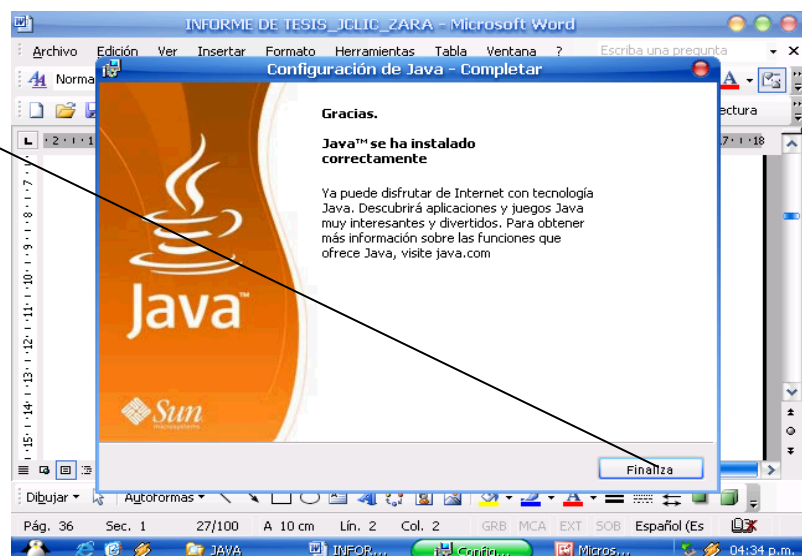 INFORME DE TESIS_JCLIC_ZARA - Microsoft Word
Archivo Edición Ver Insertar Formato Herramientas Tabla Ventana ? Escriba una pregunta
Norma
Configuración de Java - Completar
ectura
Gracias.
Java™ se ha instalado
correctamente
Ya puede disfrutar de Internet con tecnología
Java. Descubrirá aplicaciones y juegos Java
muy interesantes y divertidos. Para obtener
más información sobre las funciones que
ofrece Java, visite java.com
Java™
Sun
microsystems
Finaliza
Dibujar Autoformas
Pág. 36 Sec. 1 27/100 A 10 cm Lín. 2 Col. 2 GRB MCA EXT SOB Español (Es
JAVA INFOR... Config... Micros... 04:34 p.m.